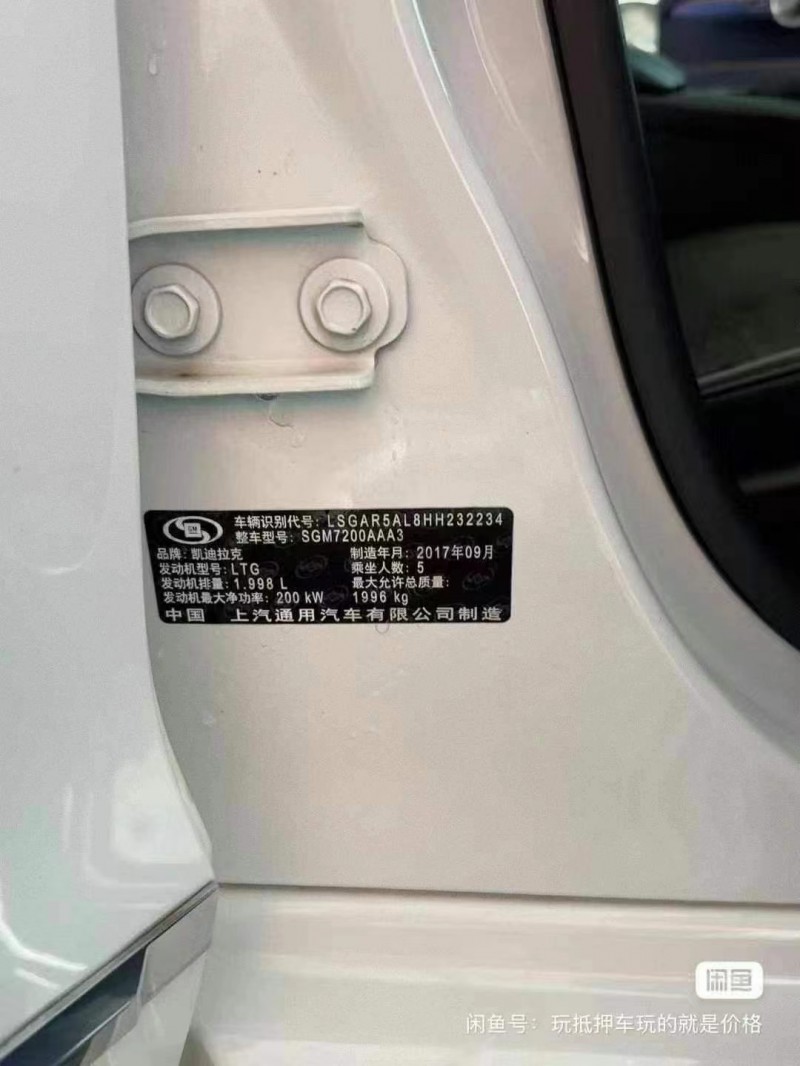 GM
车辆识别代号: LSGAR5AL8HH232234
整车型号: SGM7200AAA3
品牌: 凯迪拉克 制造年月: 2017年09月
发动机型号: LTG 乘坐人数: 5
发动机排量: 1.998 L 最大允许总质量:
发动机最大净功率: 200 kW 1996 kg
中国 上汽通用汽车有限公司制造
闲鱼
闲鱼号: 玩抵押车玩的就是价格